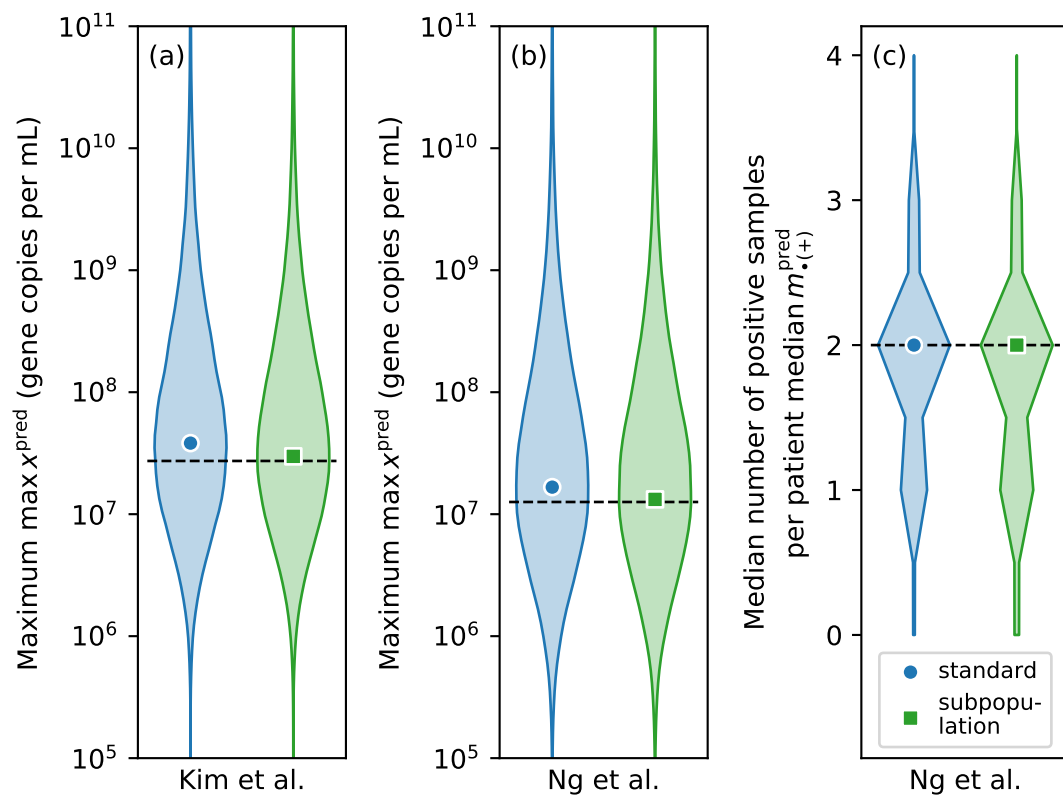 (a)
Maximum max x^pred (gene copies per mL)
10^11
10^10
10^9
10^8
10^7
10^6
10^5
Kim et al.
(b)
Maximum max x^pred (gene copies per mL)
10^11
10^10
10^9
10^8
10^7
10^6
10^5
Ng et al.
(c)
Median number of positive samples
per patient median m^pred_•(+)
4
3
2
1
0
standard
subpopu-
lation
Ng et al.